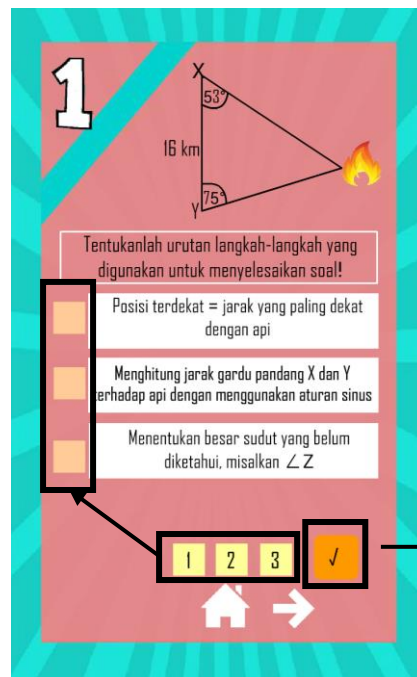 1
X
53°
16 km
75°
Y
Tentukanlah urutan langkah-langkah yang
digunakan untuk menyelesaikan soal!
Posisi terdekat = jarak yang paling dekat
dengan api
Menghitung jarak gardu pandang X dan Y
terhadap api dengan menggunakan aturan sinus
Menentukan besar sudut yang belum
diketahui, misalkan ∠Z
1 2 3 √